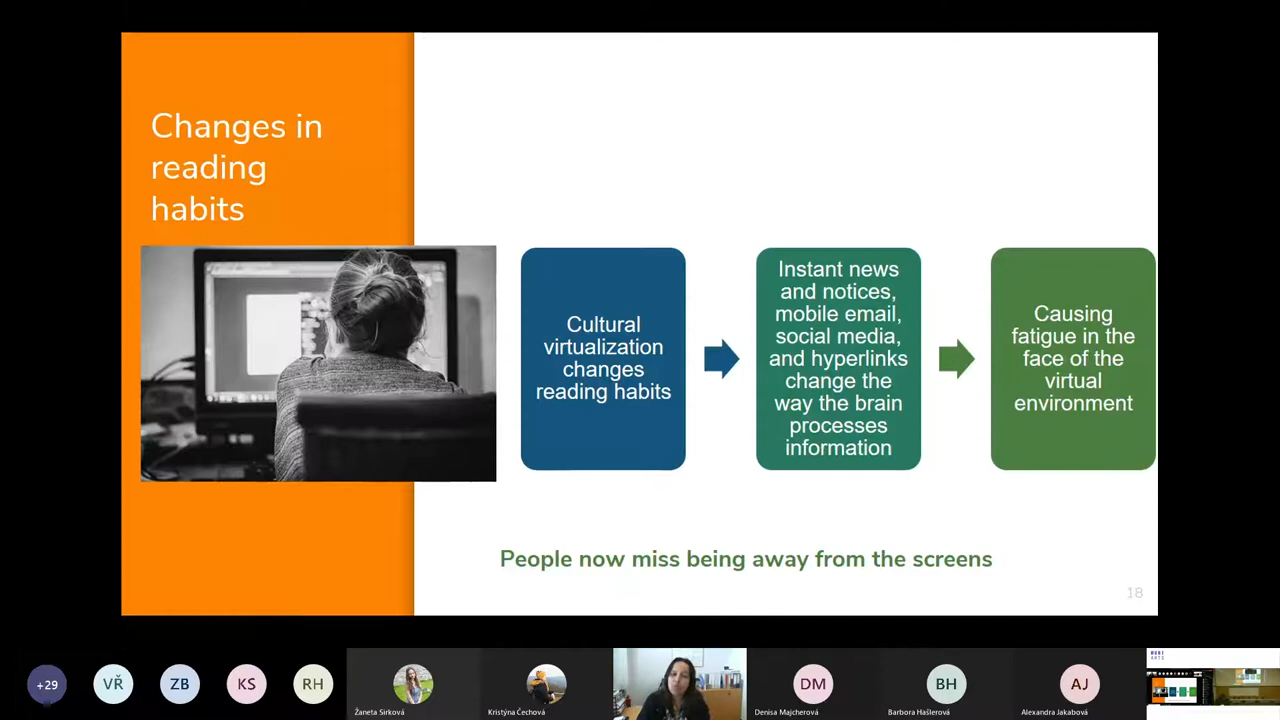 Changes in
reading
habits
Cultural
virtualization
changes
reading habits
Instant news
and notices,
mobile email,
social media,
and hyperlinks
change the
way the brain
processes
information
Causing
fatigue in the
face of the
virtual
environment
People now miss being away from the screens
18
+29
VŘ
ZB
KS
RH
Žaneta Sirková
Kristýna Čechová
DM
Denisa Majcherová
BH
Barbora Hašlerová
AJ
Alexandra Jakabová
MUNI
ARTS